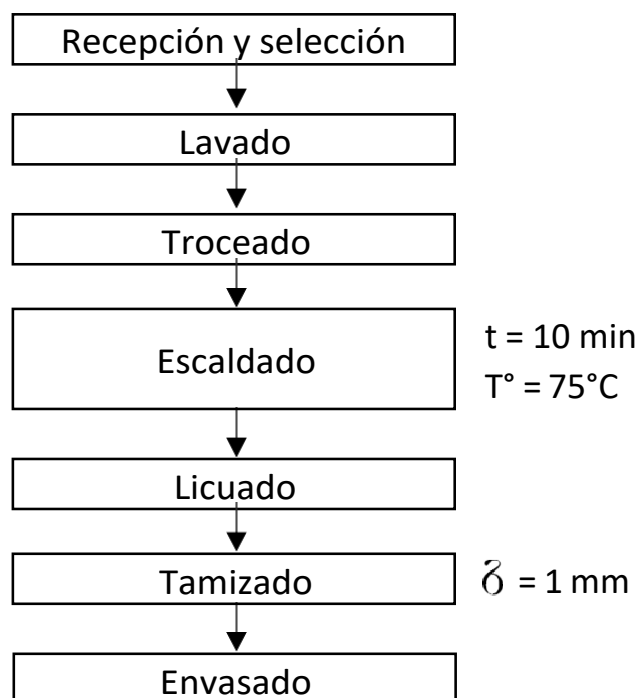 Recepción y selección
Lavado
Troceado
Escaldado
t = 10 min
T° = 75°C
Licuado
Tamizado
= 1 mm
Envasado